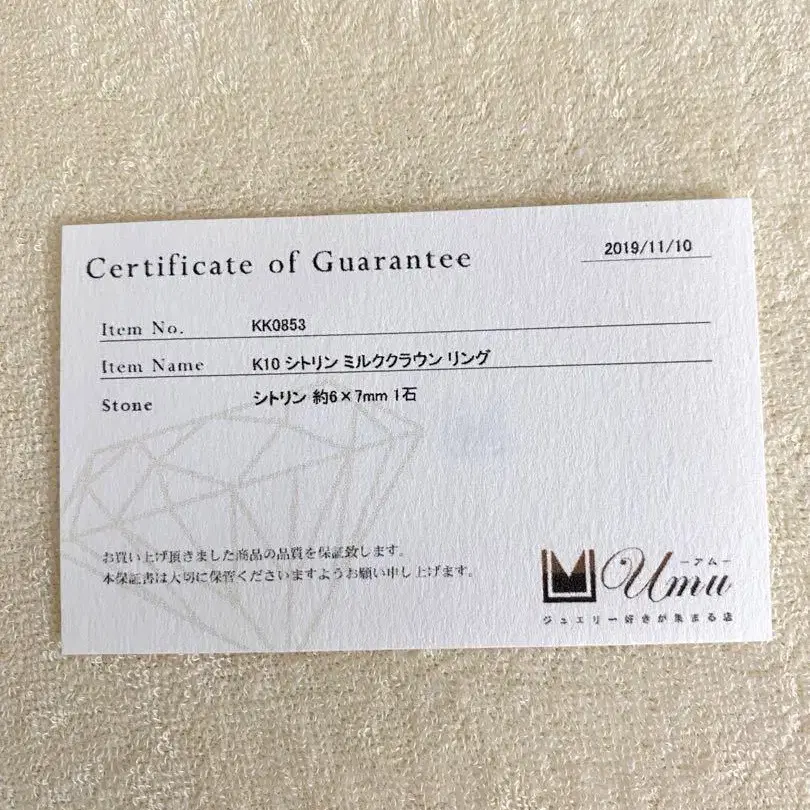 Certificate of Guarantee
2019/11/10
Item No. KK0853
Item Name K10 シトリン ミルククラウン リング
Stone シトリン 約6×7mm 1石
お買い上げ頂きました商品の品質を保証致します。
本保証書は大切に保管くださいますようお願い申し上げます。
Umu －アム－
ジュエリー好きが集まる店